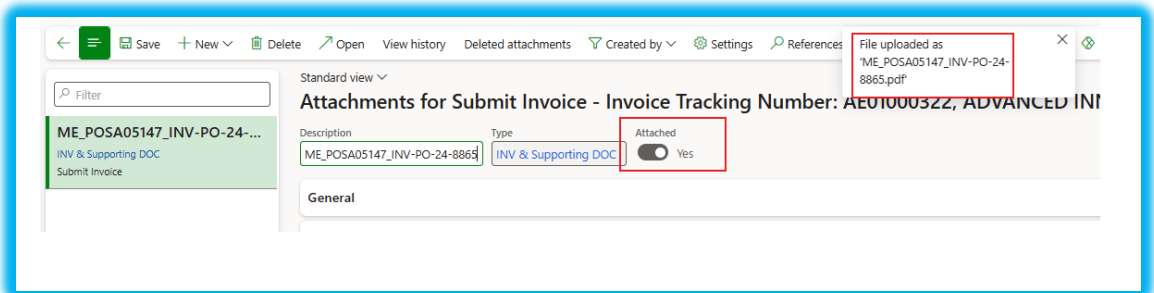 Save New Delete Open View history Deleted attachments Created by Settings References
File uploaded as
'ME_POSA05147_INV-PO-24-
8865.pdf'
Filter
ME_POSA05147_INV-PO-24-...
INV & Supporting DOC
Submit Invoice
Standard view
Attachments for Submit Invoice - Invoice Tracking Number: AE01000322, ADVANCED INN
Description Type Attached
ME_POSA05147_INV-PO-24-8865 INV & Supporting DOC Yes
General